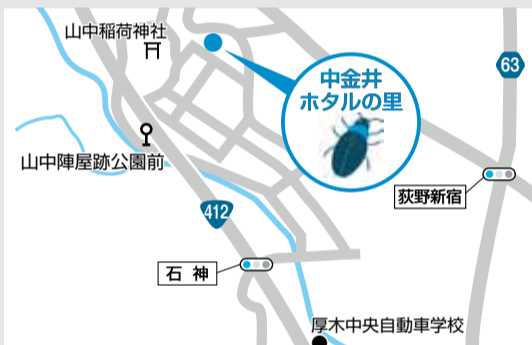 山中稲荷神社
中金井
ホタルの里
63
山中陣屋跡公園前
荻野新宿
412
石神
厚木中央自動車学校